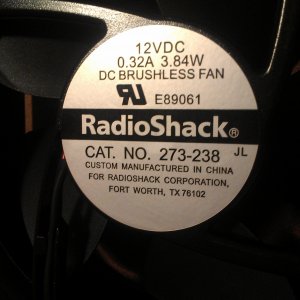 12VDC
0.32A 3.84W
DC BRUSHLESS FAN
RU E89061
RadioShack®
CAT. NO. 273-238 JL
CUSTOM MANUFACTURED IN CHINA
FOR RADIOSHACK CORPORATION,
FORT WORTH, TX 76102